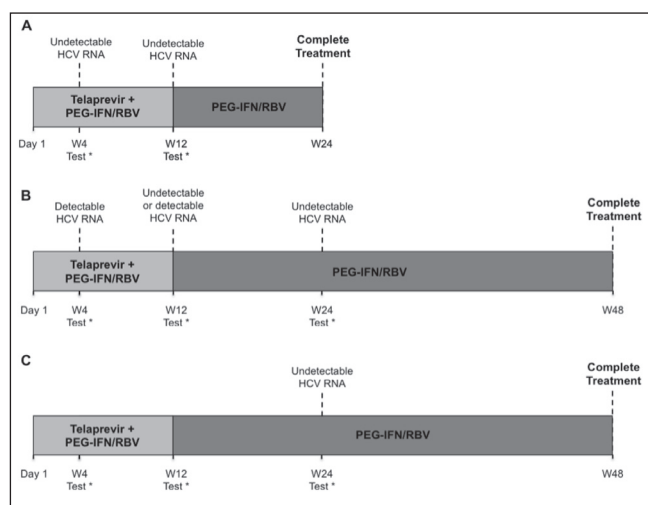 A
Undetectable
HCV RNA
Undetectable
HCV RNA
Complete
Treatment
Telaprevir +
PEG-IFN/RBV
PEG-IFN/RBV
Day 1
W4
Test *
W12
Test *
W24
B
Detectable
HCV RNA
Undetectable
or detectable
HCV RNA
Undetectable
HCV RNA
Complete
Treatment
Telaprevir +
PEG-IFN/RBV
PEG-IFN/RBV
Day 1
W4
Test *
W12
Test *
W24
Test *
W48
C
Undetectable
HCV RNA
Complete
Treatment
Telaprevir +
PEG-IFN/RBV
PEG-IFN/RBV
Day 1
W4
Test *
W12
Test *
W24
Test *
W48